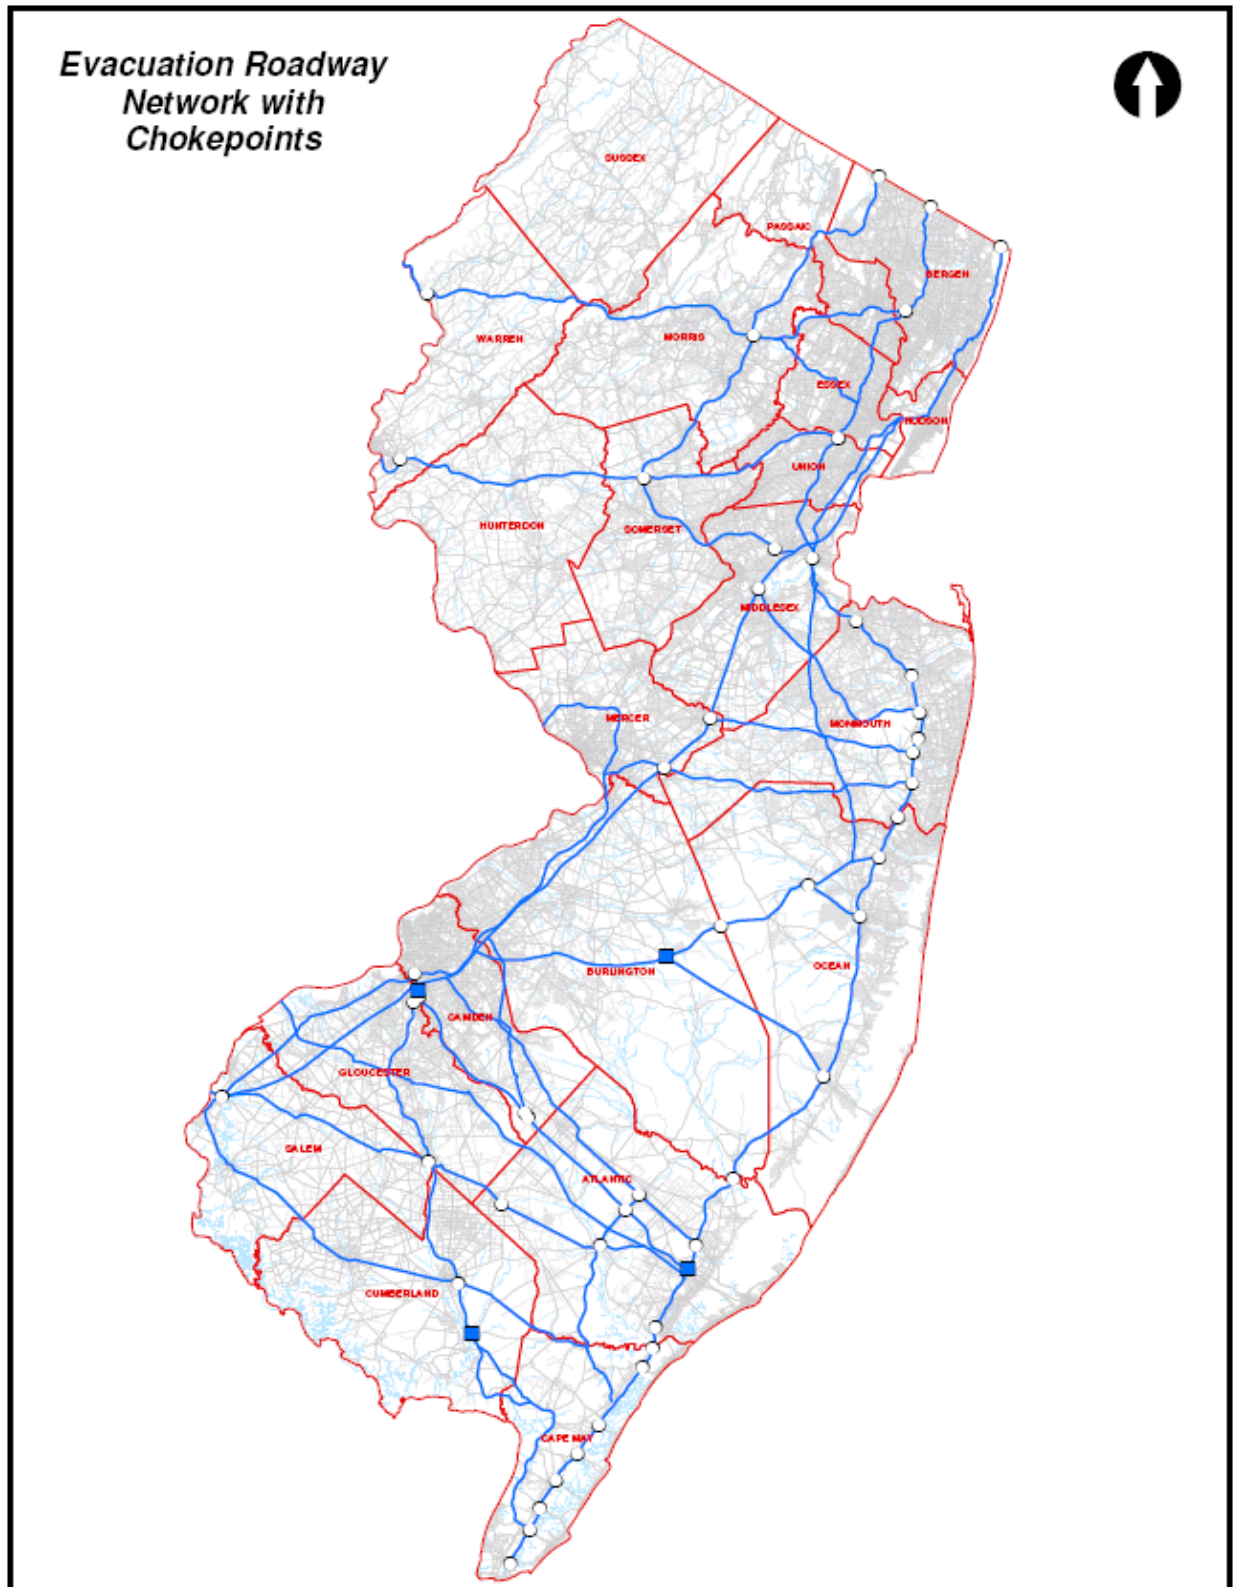 Evacuation Roadway
Network with
Chokepoints
SUSSEX
PASSAIC
BERGEN
WARREN
MORRIS
ESSEX
HUDSON
UNION
HUNTERDON
SOMERSET
MIDDLESEX
MERCER
MONMOUTH
OCEAN
BURLINGTON
CAMDEN
GLOUCESTER
SALEM
ATLANTIC
CUMBERLAND
CAPE MAY